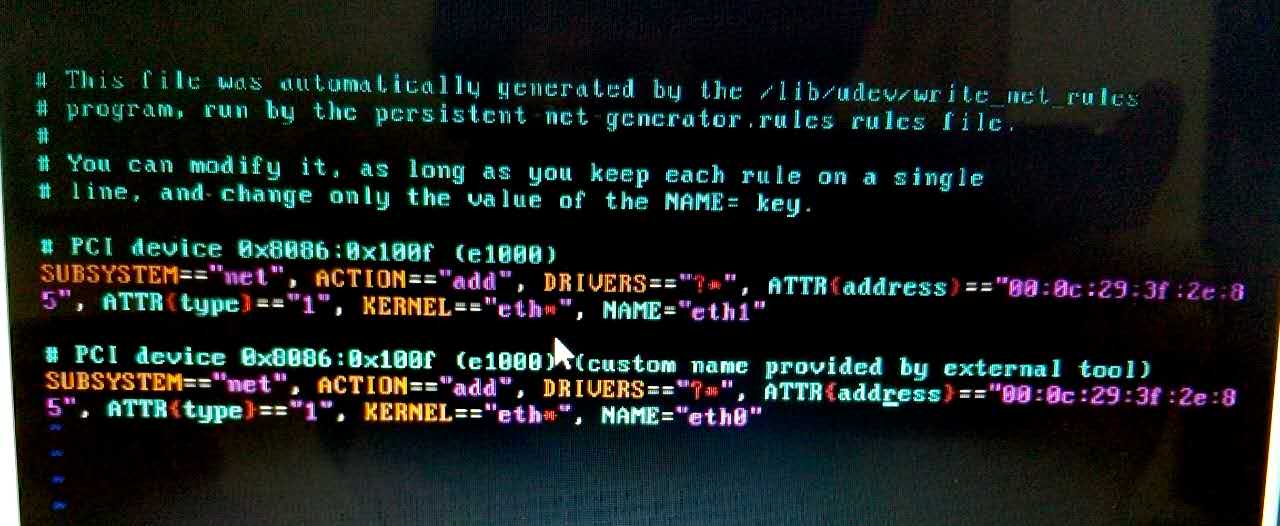 # This file was automatically generated by the /lib/udev/write_net_rules
# program, run by the persistent-net-generator.rules rules file.
#
# You can modify it, as long as you keep each rule on a single
# line, and change only the value of the NAME= key.
# PCI device 0x8086:0x100f (e1000)
SUBSYSTEM=="net", ACTION=="add", DRIVERS=="?*", ATTR{address}=="00:0c:29:3f:2e:8
5", ATTR{type}=="1", KERNEL=="eth*", NAME="eth1"
# PCI device 0x8086:0x100f (e1000) (custom name provided by external tool)
SUBSYSTEM=="net", ACTION=="add", DRIVERS=="?*", ATTR{address}=="00:0c:29:3f:2e:8
5", ATTR{type}=="1", KERNEL=="eth*", NAME="eth0"
~
~
~
~